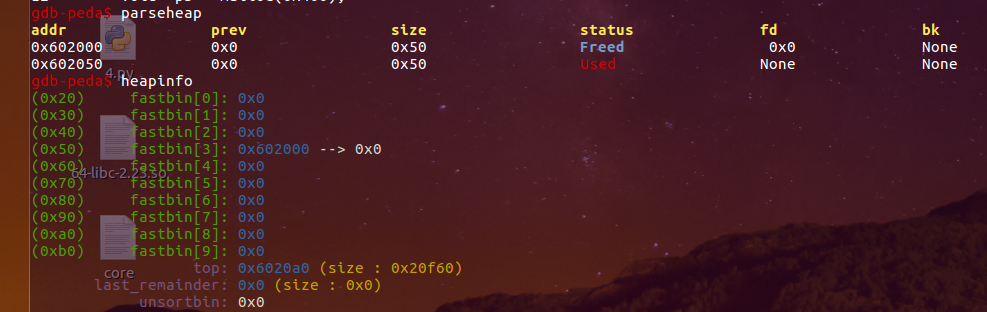 gdb-peda$ parseheap
addr prev size status fd bk
0x602000 0x0 0x50 Freed 0x0 None
0x602050 0x0 0x50 Used None None
4.py
gdb-peda$ heapinfo
(0x20) fastbin[0]: 0x0
(0x30) fastbin[1]: 0x0
(0x40) fastbin[2]: 0x0
(0x50) fastbin[3]: 0x602000 --> 0x0
(0x60) fastbin[4]: 0x0
64-libc-2.23.so
(0x70) fastbin[5]: 0x0
(0x80) fastbin[6]: 0x0
(0x90) fastbin[7]: 0x0
(0xa0) fastbin[8]: 0x0
(0xb0) fastbin[9]: 0x0
core
top: 0x6020a0 (size : 0x20f60)
last_remainder: 0x0 (size : 0x0)
unsortbin: 0x0